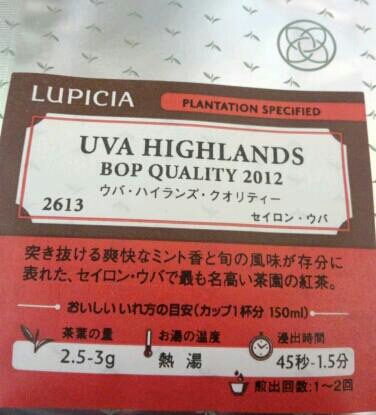 LUPICIA
PLANTATION SPECIFIED
UVA HIGHLANDS
BOP QUALITY 2012
ウバ・ハイランズ・クオリティー
2613
セイロン・ウバ
突き抜ける爽快なミント香と旬の風味が存分に
表れた、セイロン・ウバで最も名高い茶園の紅茶。
おいしいいれ方の目安(カップ1杯分 150ml)
茶葉の量
お湯の温度
浸出時間
2.5-3g
熱湯
45秒-1.5分
煎出回数:1〜2回